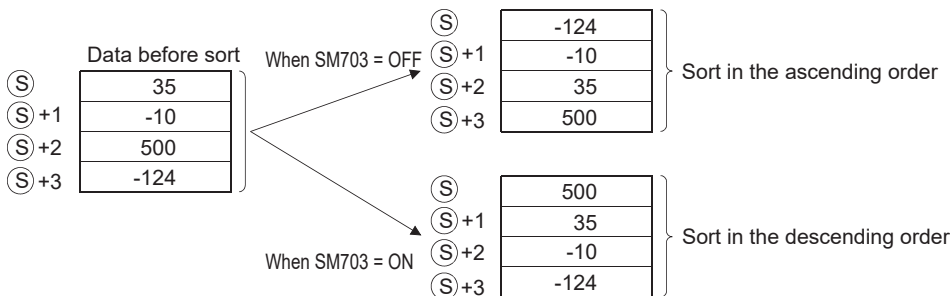 Data before sort
Ⓢ 35
Ⓢ+1 -10
Ⓢ+2 500
Ⓢ+3 -124
When SM703 = OFF
Ⓢ -124
Ⓢ+1 -10
Ⓢ+2 35
Ⓢ+3 500
Sort in the ascending order
When SM703 = ON
Ⓢ 500
Ⓢ+1 35
Ⓢ+2 -10
Ⓢ+3 -124
Sort in the descending order